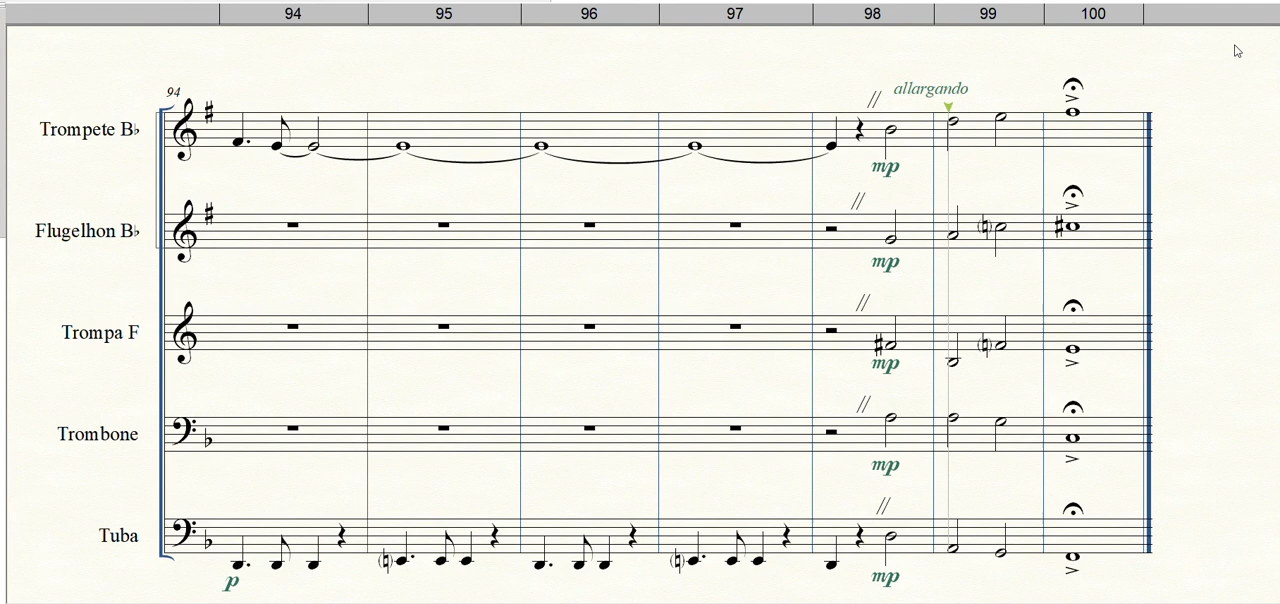 94 95 96 97 98 99 100
94
allargando
Trompete B♭
mp
Flugelhon B♭
mp
Trompa F
mp
Trombone
mp
Tuba
p mp